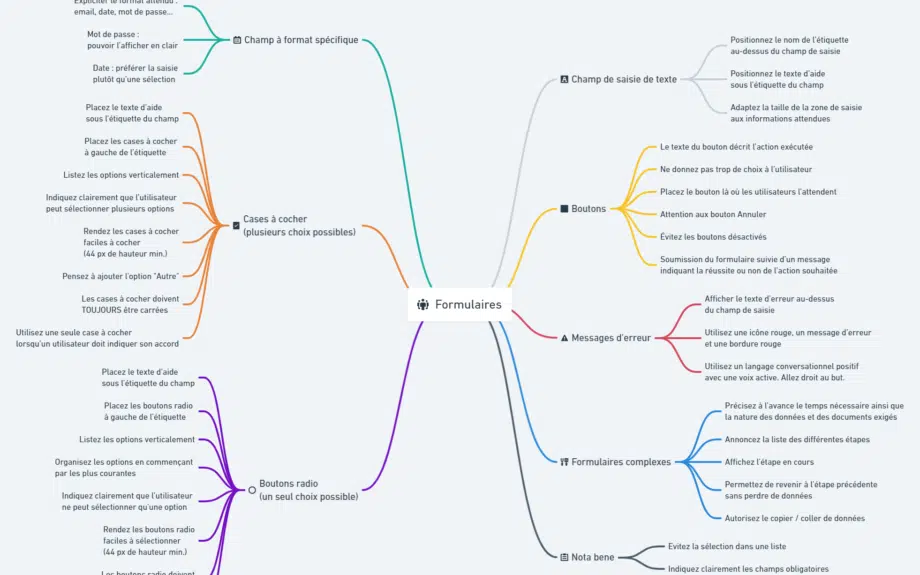 Expliciter le format attendu :
email, date, mot de passe...
Mot de passe :
pouvoir l'afficher en clair
Date : préférer la saisie
plutôt qu'une sélection
Champ à format spécifique
Placez le texte d'aide
sous l'étiquette du champ
Placez les cases à cocher
à gauche de l'étiquette
Listez les options verticalement
Indiquez clairement que l'utilisateur
peut sélectionner plusieurs options
Rendez les cases à cocher
faciles à cocher
(44 px de hauteur min.)
Pensez à ajouter l'option "Autre"
Les cases à cocher doivent
TOUJOURS être carrées
Utilisez une seule case à cocher
lorsqu'un utilisateur doit indiquer son accord
Cases à cocher
(plusieurs choix possibles)
Placez le texte d'aide
sous l'étiquette du champ
Placez les boutons radio
à gauche de l'étiquette
Listez les options verticalement
Organisez les options en commençant
par les plus courantes
Indiquez clairement que l'utilisateur
ne peut sélectionner qu'une option
Rendez les boutons radio
faciles à sélectionner
(44 px de hauteur min.)
Les boutons radio doivent
Boutons radio
(un seul choix possible)
Formulaires
Champ de saisie de texte
Positionnez le nom de l'étiquette
au-dessus du champ de saisie
Positionnez le texte d'aide
sous l'étiquette du champ
Adaptez la taille de la zone de saisie
aux informations attendues
Boutons
Le texte du bouton décrit l'action exécutée
Ne donnez pas trop de choix à l'utilisateur
Placez le bouton là où les utilisateurs l'attendent
Attention aux bouton Annuler
Évitez les boutons désactivés
Soumission du formulaire suivie d'un message
indiquant la réussite ou non de l'action souhaitée
Messages d'erreur
Afficher le texte d'erreur au-dessus
du champ de saisie
Utilisez une icône rouge, un message d'erreur
et une bordure rouge
Utilisez un langage conversationnel positif
avec une voix active. Allez droit au but.
Formulaires complexes
Précisez à l'avance le temps nécessaire ainsi que
la nature des données et des documents exigés
Annoncez la liste des différentes étapes
Affichez l'étape en cours
Permettez de revenir à l'étape précédente
sans perdre de données
Autorisez le copier / coller de données
Nota bene
Evitez la sélection dans une liste
Indiquez clairement les champs obligatoires